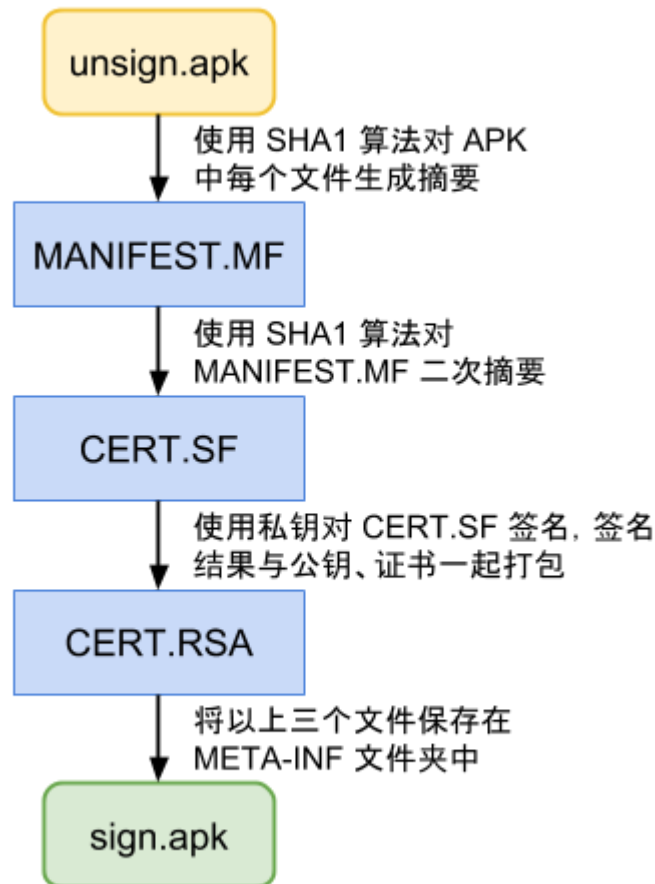 unsign.apk
使用 SHA1 算法对 APK
中每个文件生成摘要
MANIFEST.MF
使用 SHA1 算法对
MANIFEST.MF 二次摘要
CERT.SF
使用私钥对 CERT.SF 签名，签名
结果与公钥、证书一起打包
CERT.RSA
将以上三个文件保存在
META-INF 文件夹中
sign.apk